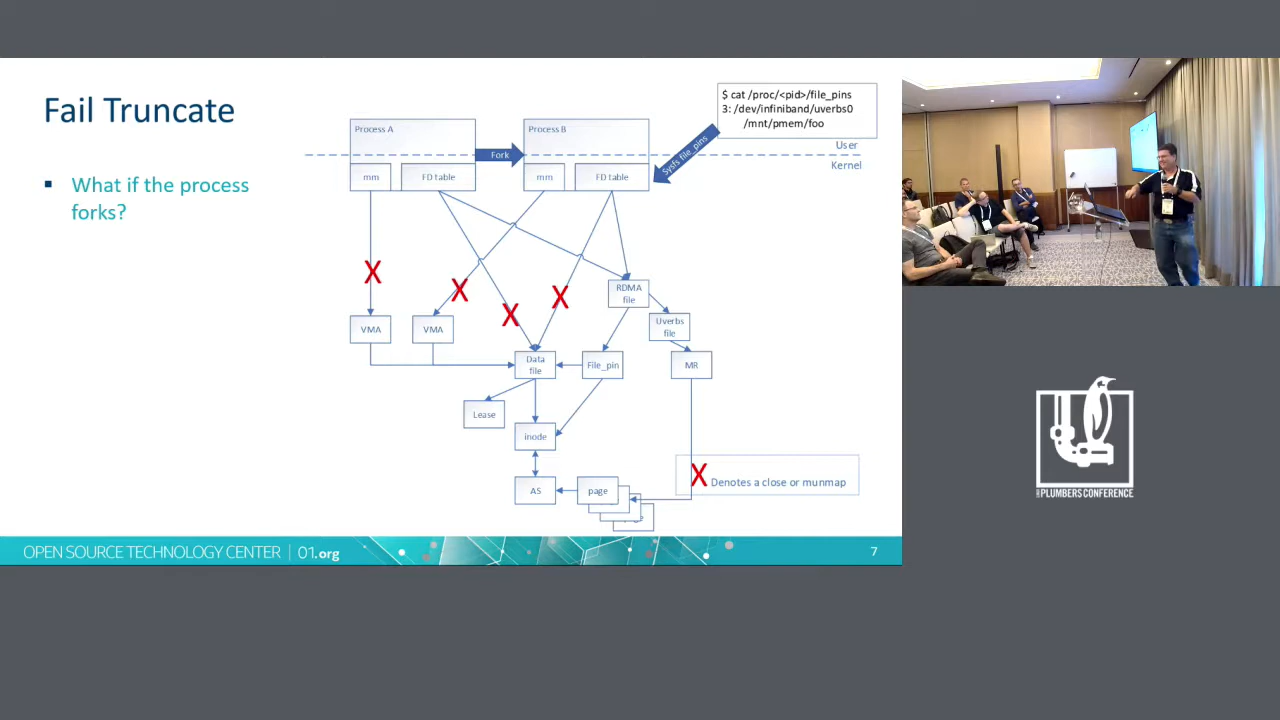 Fail Truncate
▪ What if the process
forks?
$ cat /proc/<pid>/file_pins
3: /dev/infiniband/uverbs0
/mnt/pmem/foo
User
Kernel
Sysfs file_pins
Process A
Process B
Fork
mm
FD table
mm
FD table
X
X
X
X
RDMA
file
Uverbs
file
VMA
VMA
Data
file
File_pin
MR
Lease
inode
AS
page
X Denotes a close or munmap
OPEN SOURCE TECHNOLOGY CENTER | 01.org
7
PLUMBERS CONFERENCE